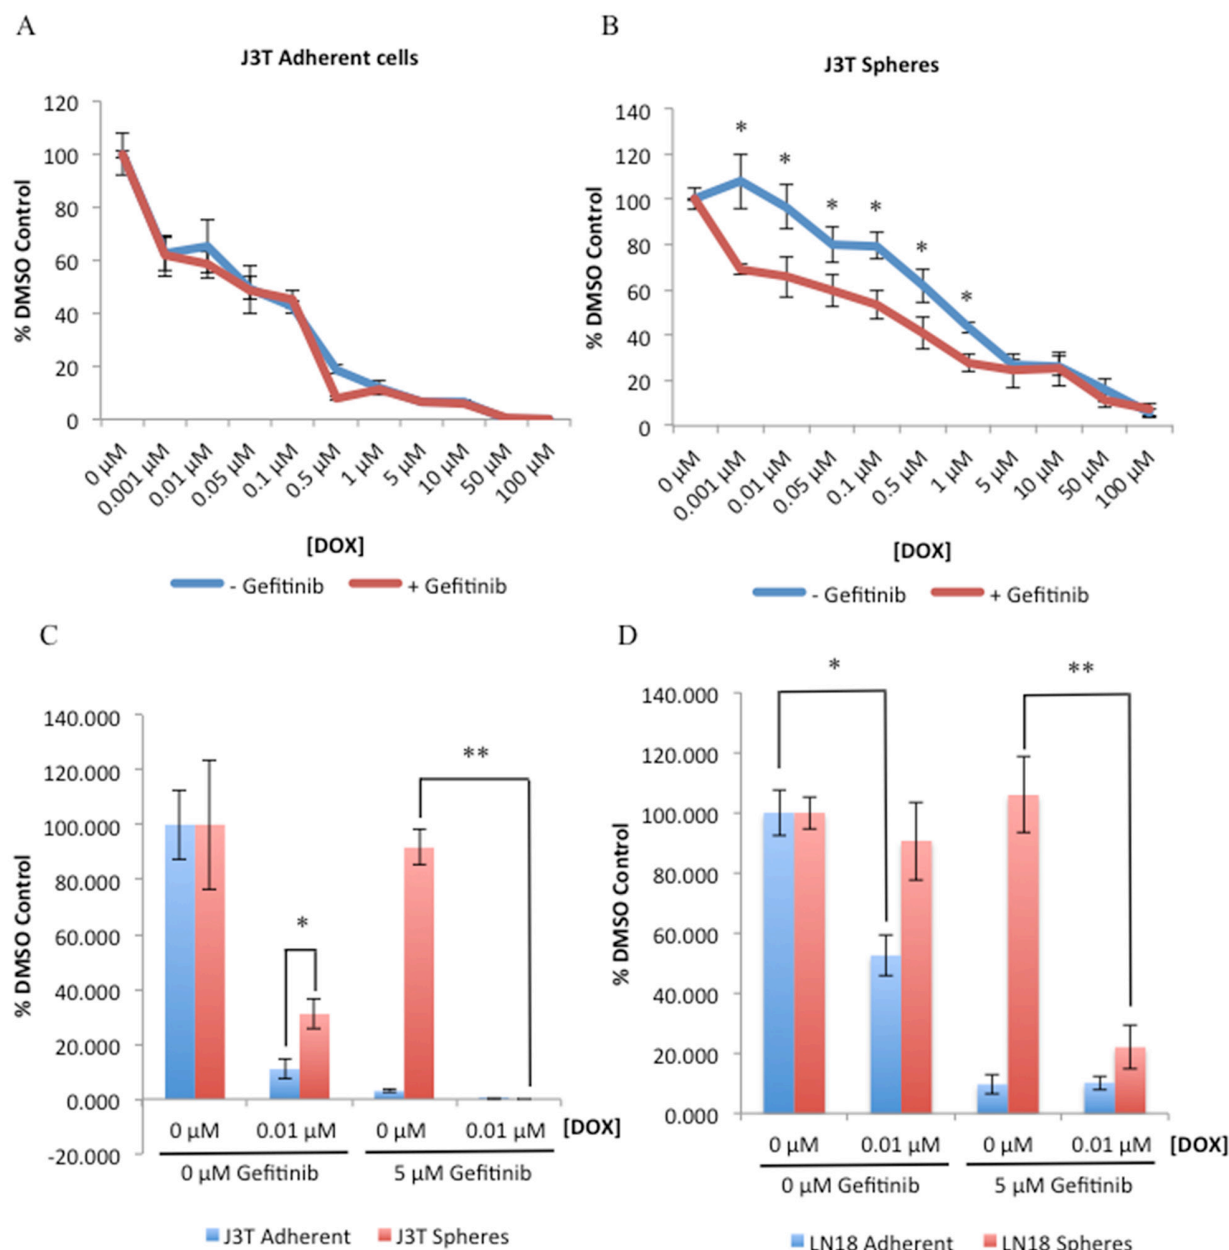 A
J3T Adherent cells
% DMSO Control
120
100
80
60
40
20
0
0 µM
0.001 µM
0.01 µM
0.05 µM
0.1 µM
0.5 µM
1 µM
5 µM
10 µM
50 µM
100 µM
[DOX]
- Gefitinib + Gefitinib
B
J3T Spheres
% DMSO Control
140
120
100
80
60
40
20
0
* * * * * * *
0 µM
0.001 µM
0.01 µM
0.05 µM
0.1 µM
0.5 µM
1 µM
5 µM
10 µM
50 µM
100 µM
[DOX]
- Gefitinib + Gefitinib
C
% DMSO Control
140.000
120.000
100.000
80.000
60.000
40.000
20.000
0.000
-20.000
*
**
0 µM 0.01 µM 0 µM 0.01 µM [DOX]
0 µM Gefitinib 5 µM Gefitinib
J3T Adherent J3T Spheres
D
% DMSO Control
140.000
120.000
100.000
80.000
60.000
40.000
20.000
0.000
*
**
0 µM 0.01 µM 0 µM 0.01 µM [DOX]
0 µM Gefitinib 5 µM Gefitinib
LN18 Adherent LN18 Spheres